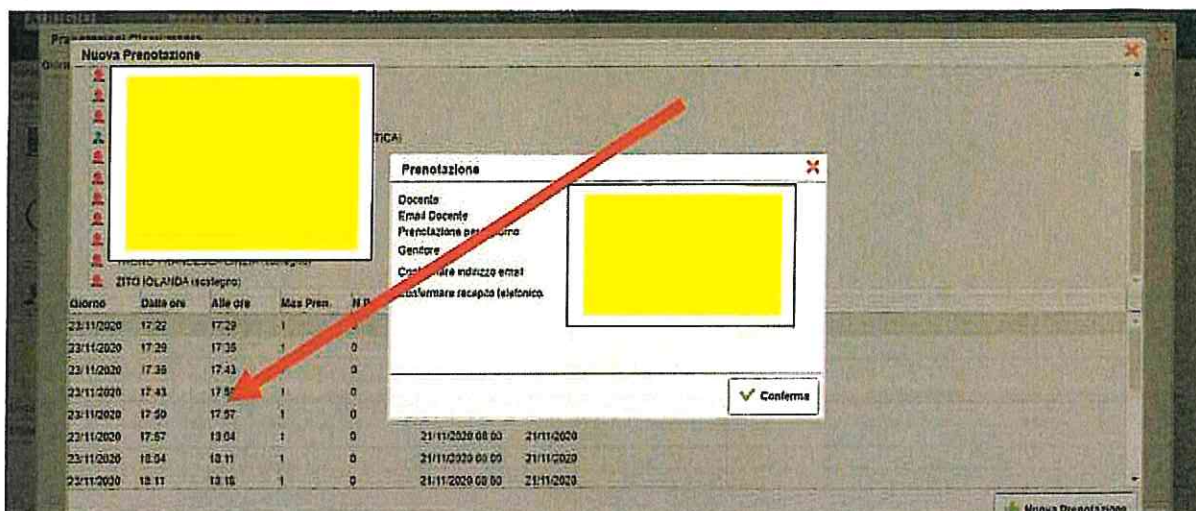 Nuova Prenotazione
TICA)
ZITO IOLANDA (sostegno)
Prenotazione
Docente
Email Docente
Prenotazione per
Genitore
indirizzo email
Confermare recapito telefonico
Conferma
Giorno Dalle ore Alle ore Max Pren.
23/11/2020 17:22 17:29 1
23/11/2020 17:29 17:36 1 0
23/11/2020 17:36 17:43 0
23/11/2020 17:43 1 0
23/11/2020 17:50 17:57 1 0
23/11/2020 17:57 18:04 1 0 21/11/2020 00:00 21/11/2020
23/11/2020 18:04 18:11 1 0 21/11/2020 00:00 21/11/2020
23/11/2020 18:11 18:18 1 0 21/11/2020 00:00 21/11/2020
Nuova Prenotazione